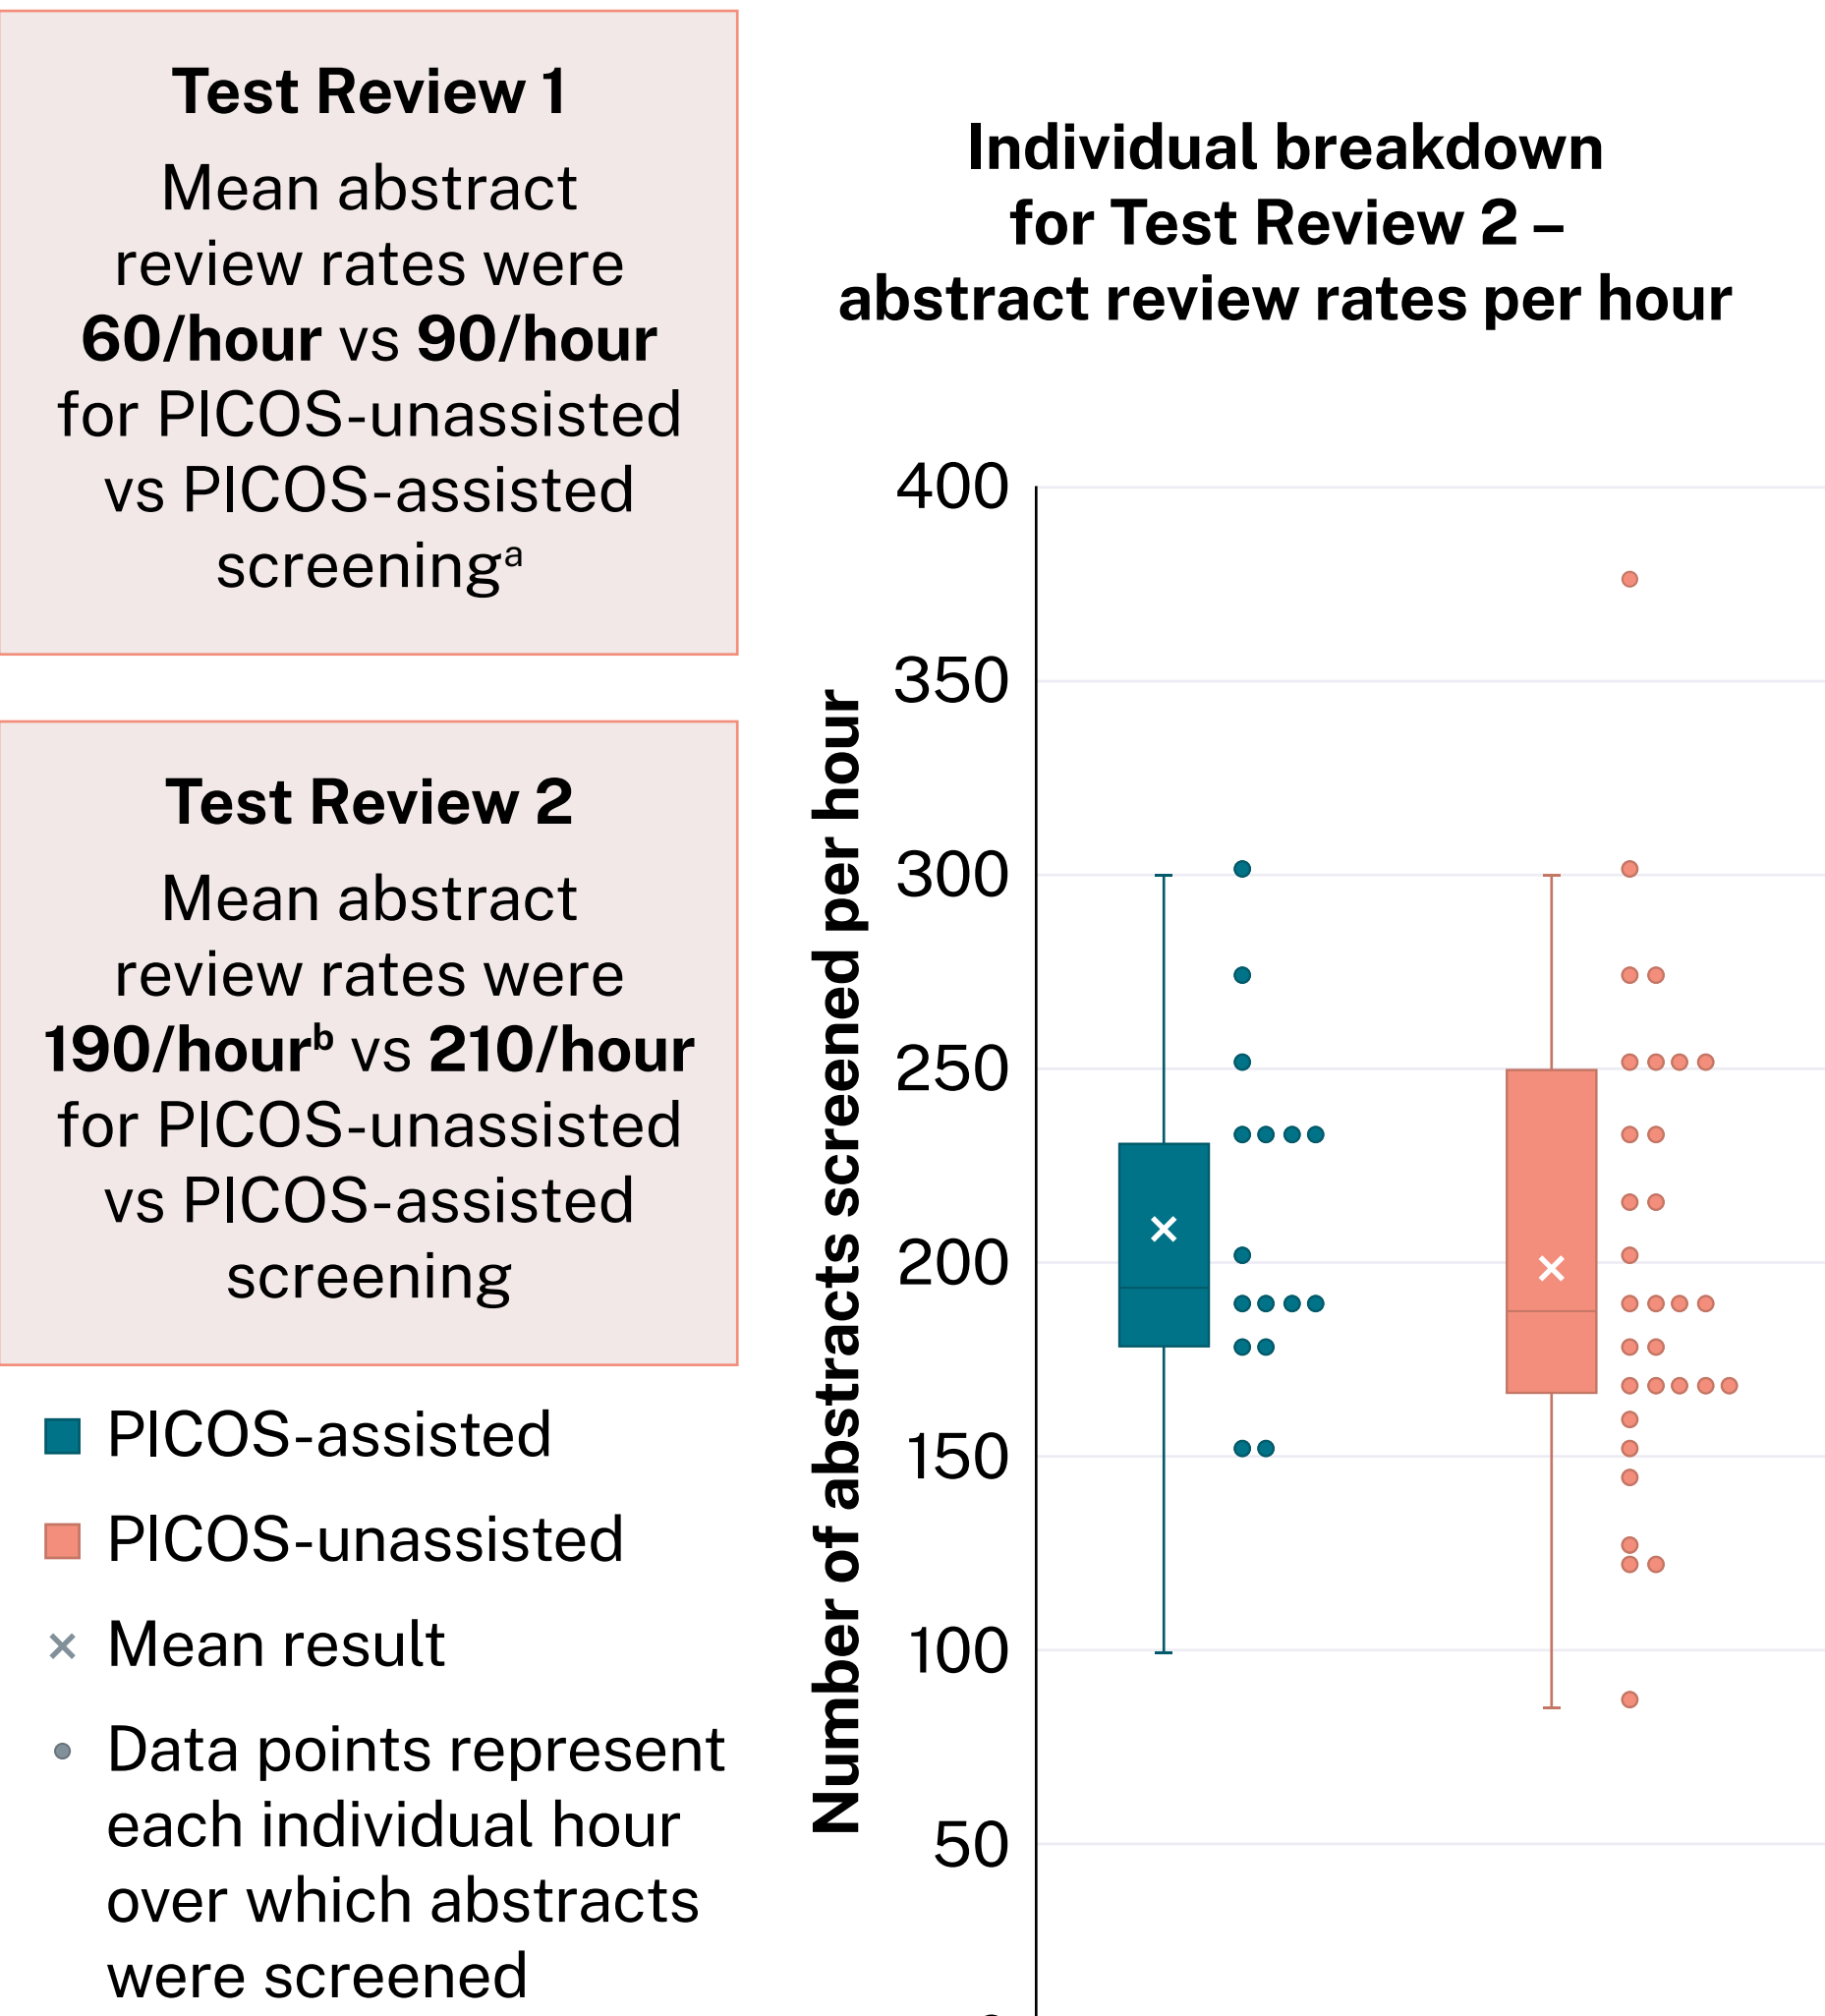 Test Review 1
Mean abstract
review rates were
60/hour vs 90/hour
for PICOS-unassisted
vs PICOS-assisted
screeningᵃ
Test Review 2
Mean abstract
review rates were
190/hourᵇ vs 210/hour
for PICOS-unassisted
vs PICOS-assisted
screening
PICOS-assisted
PICOS-unassisted
× Mean result
Data points represent
each individual hour
over which abstracts
were screened
Individual breakdown
for Test Review 2 –
abstract review rates per hour
Number of abstracts screened per hour
400
350
300
250
200
150
100
50